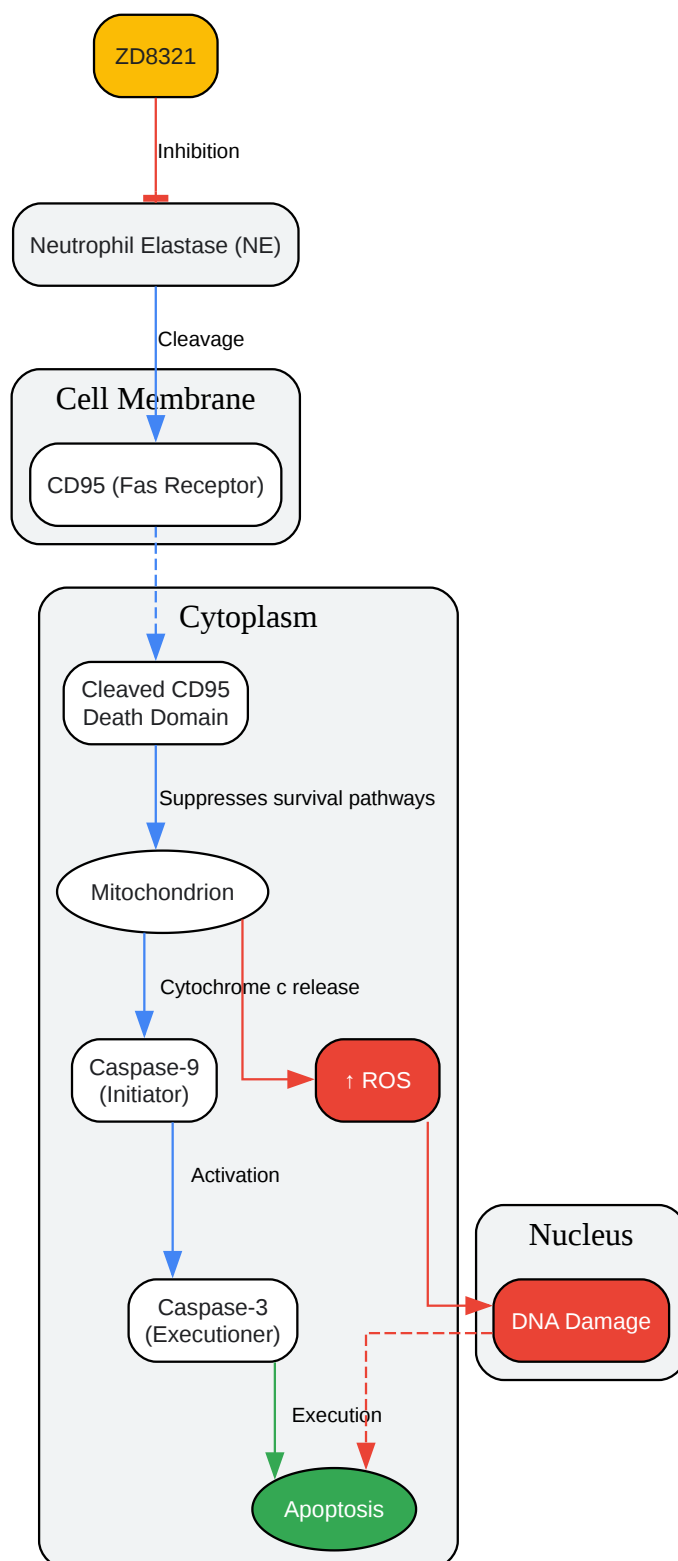 ZD8321
Inhibition
Neutrophil Elastase (NE)
Cleavage
Cell Membrane
CD95 (Fas Receptor)
Cytoplasm
Cleaved CD95
Death Domain
Suppresses survival pathways
Mitochondrion
Cytochrome c release
Caspase-9
(Initiator)
↑ ROS
Activation
Nucleus
Caspase-3
(Executioner)
DNA Damage
Execution
Apoptosis